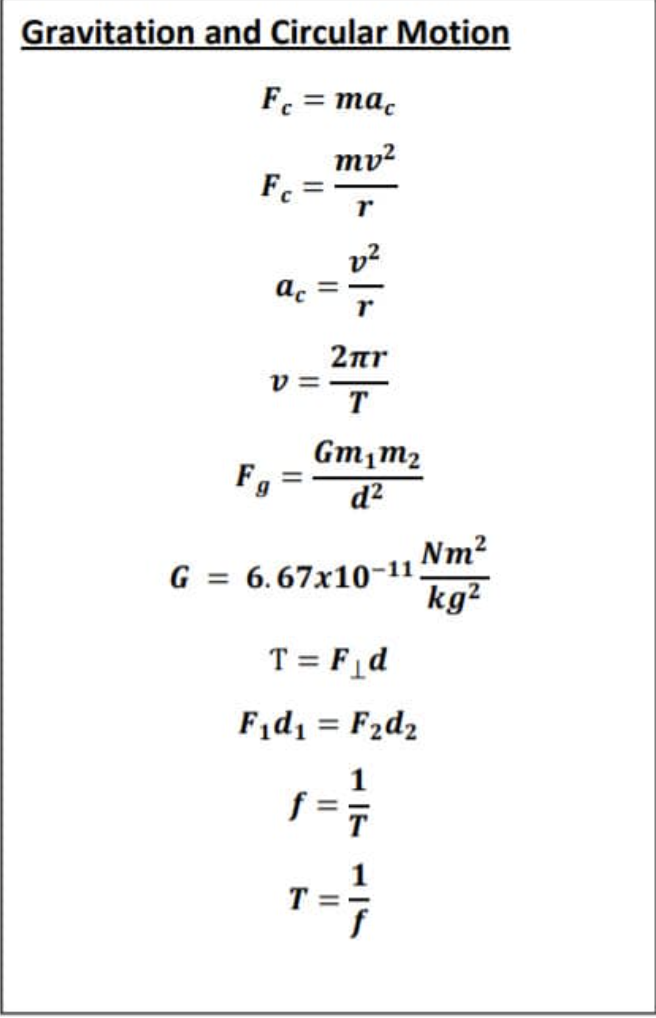 Gravitation and Circular Motion
F_c = ma_c
F_c = mv²/r
a_c = v²/r
v = 2πr/T
F_g = Gm₁m₂/d²
G = 6.67x10⁻¹¹ Nm²/kg²
T = F⊥d
F₁d₁ = F₂d₂
f = 1/T
T = 1/f